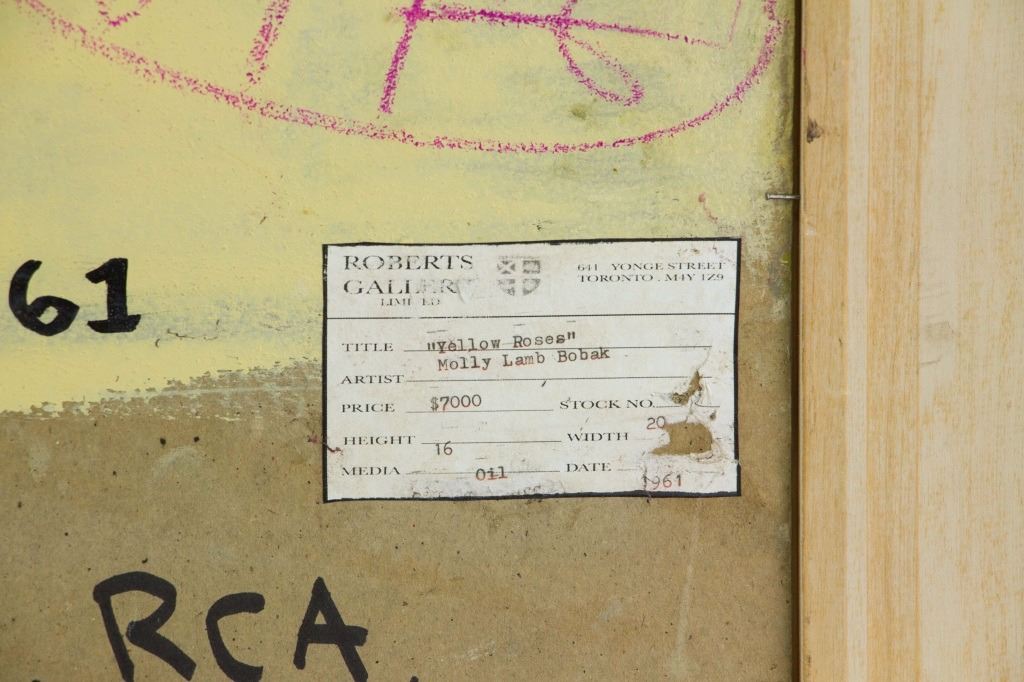 61
ROBERTS
GALLERY
LIMITED
641 YONGE STREET
TORONTO . M4Y 1Z9
TITLE "Yellow Roses"
Molly Lamb Bobak
ARTIST
PRICE $7000 STOCK NO.
HEIGHT 16 WIDTH 20
MEDIA Oil DATE 1961
RCA